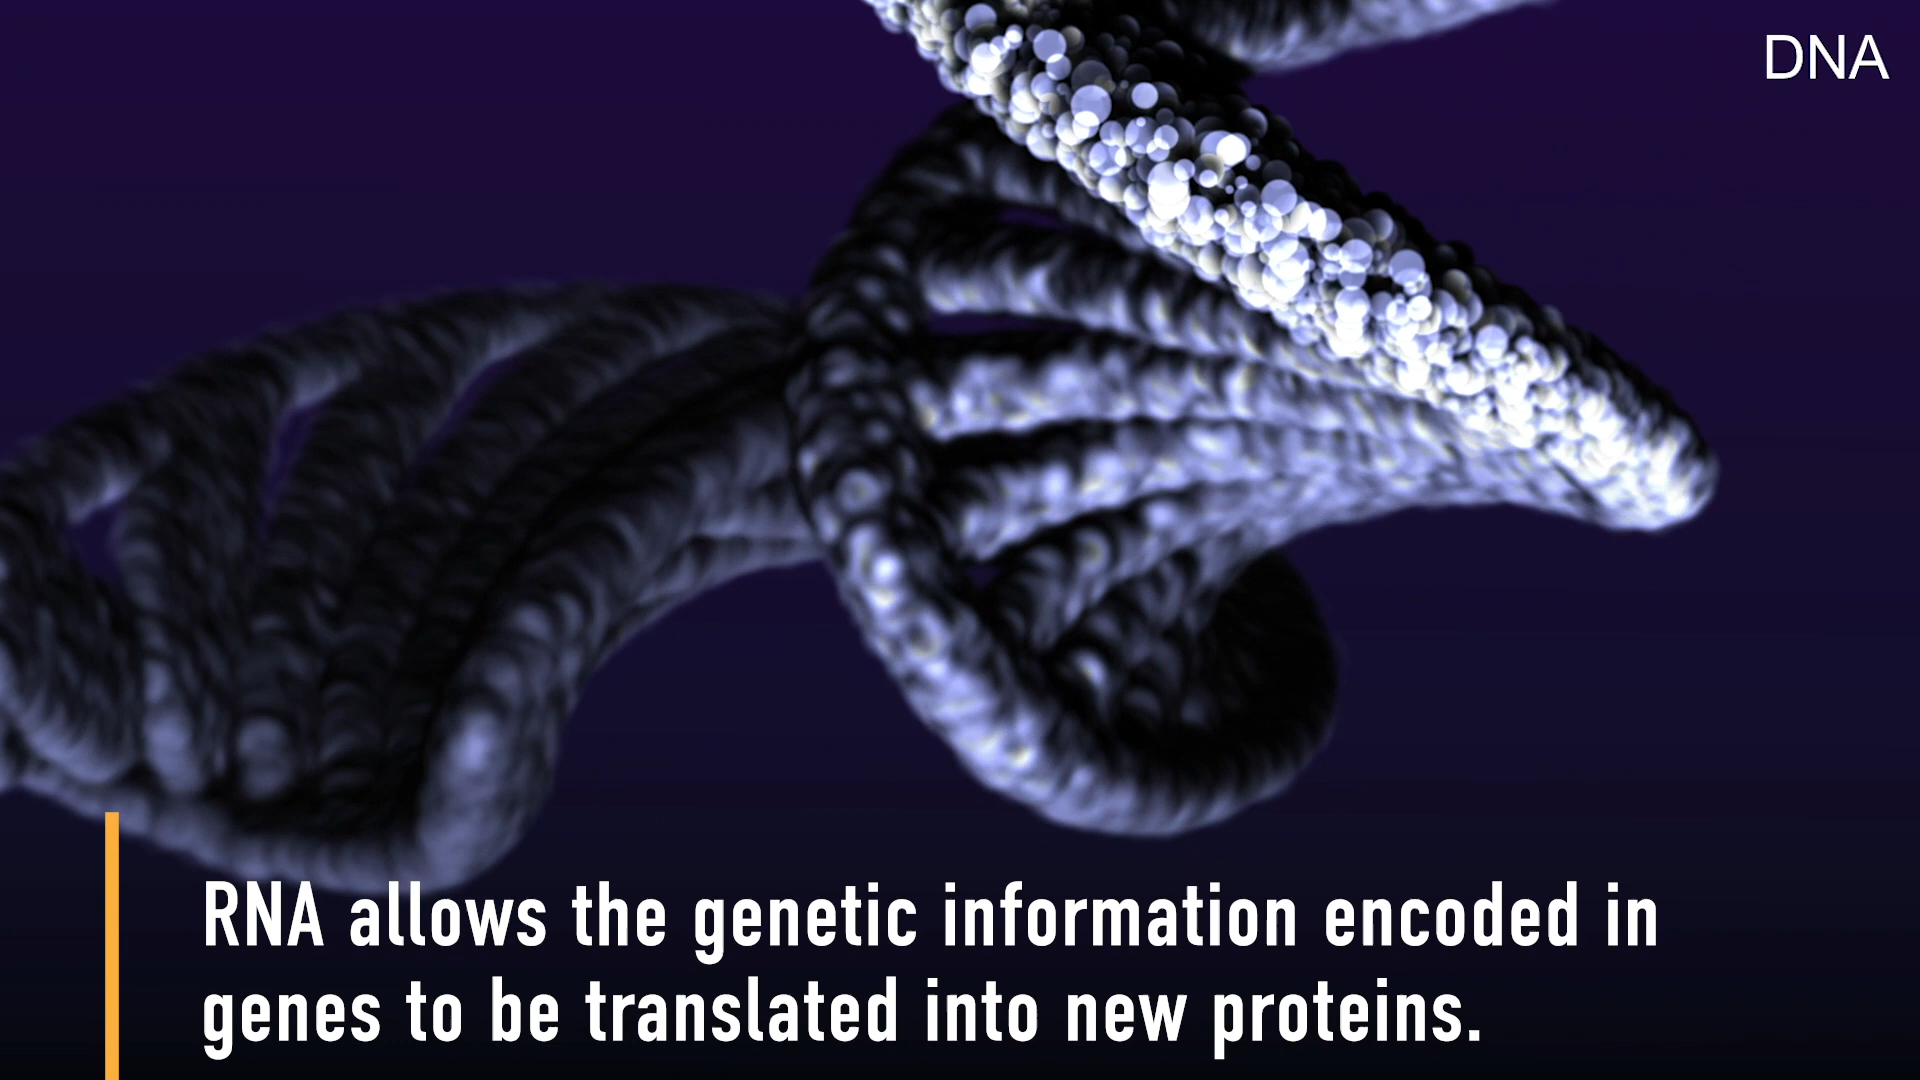 DNA
RNA allows the genetic information encoded in
genes to be translated into new proteins.